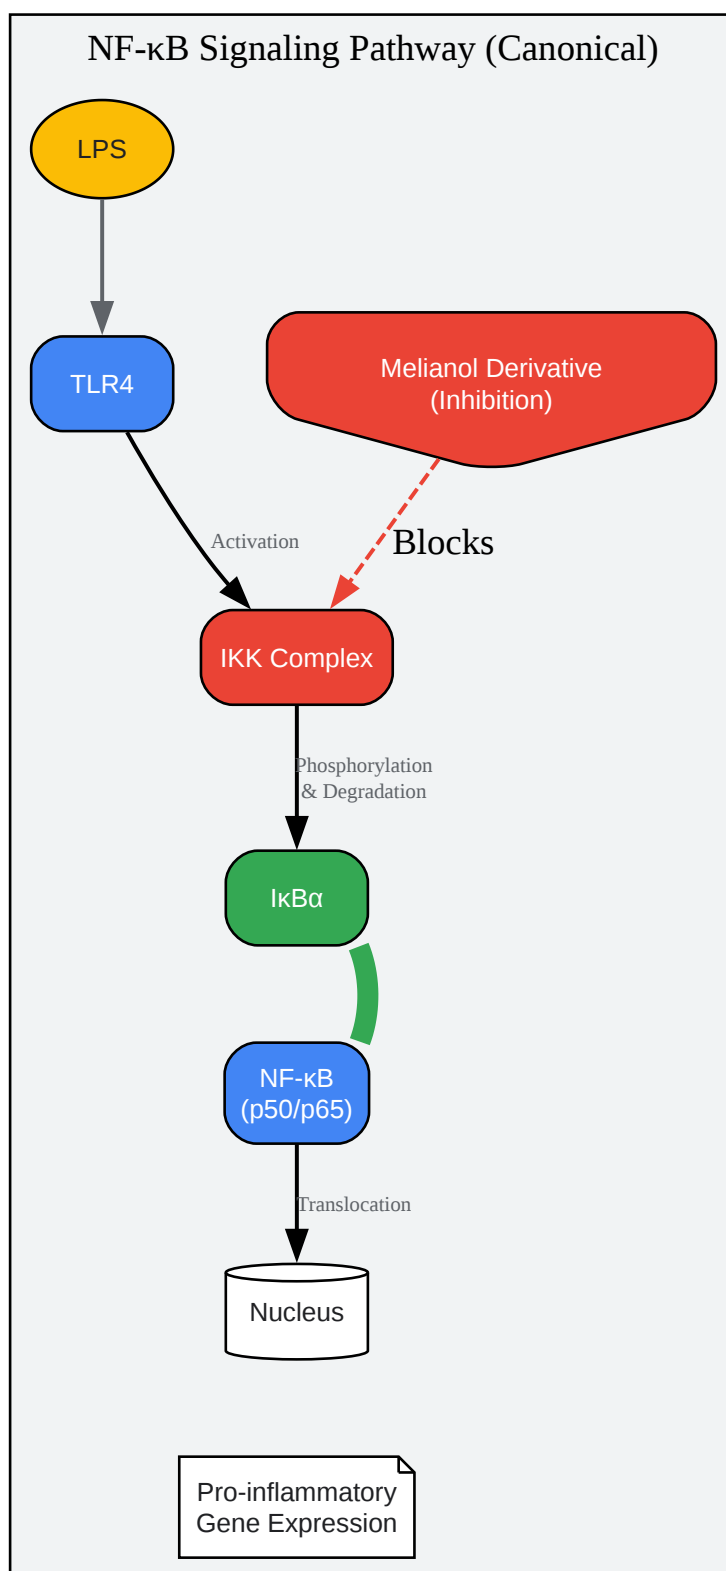 NF-κB Signaling Pathway (Canonical)
LPS
TLR4
Melianol Derivative
(Inhibition)
Activation
Blocks
IKK Complex
Phosphorylation
& Degradation
IκBα
NF-κB
(p50/p65)
Translocation
Nucleus
Pro-inflammatory
Gene Expression